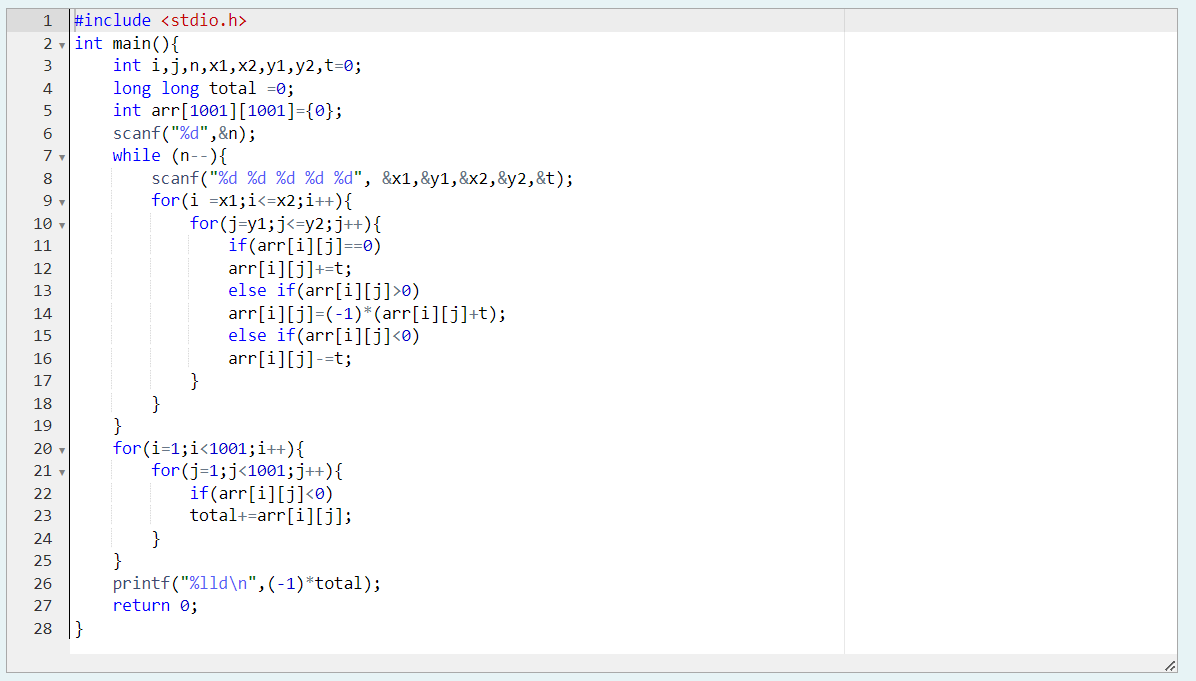 1 #include <stdio.h>
2 int main(){
3     int i,j,n,x1,x2,y1,y2,t=0;
4     long long total =0;
5     int arr[1001][1001]={0};
6     scanf("%d",&n);
7     while (n--){
8         scanf("%d %d %d %d %d", &x1,&y1,&x2,&y2,&t);
9         for(i =x1;i<=x2;i++){
10             for(j=y1;j<=y2;j++){
11                 if(arr[i][j]==0)
12                 arr[i][j]+=t;
13                 else if(arr[i][j]>0)
14                 arr[i][j]=(-1)*(arr[i][j]+t);
15                 else if(arr[i][j]<0)
16                 arr[i][j]-=t;
17             }
18         }
19     }
20     for(i=1;i<1001;i++){
21         for(j=1;j<1001;j++){
22             if(arr[i][j]<0)
23             total+=arr[i][j];
24         }
25     }
26     printf("%lld\n",(-1)*total);
27     return 0;
28 }